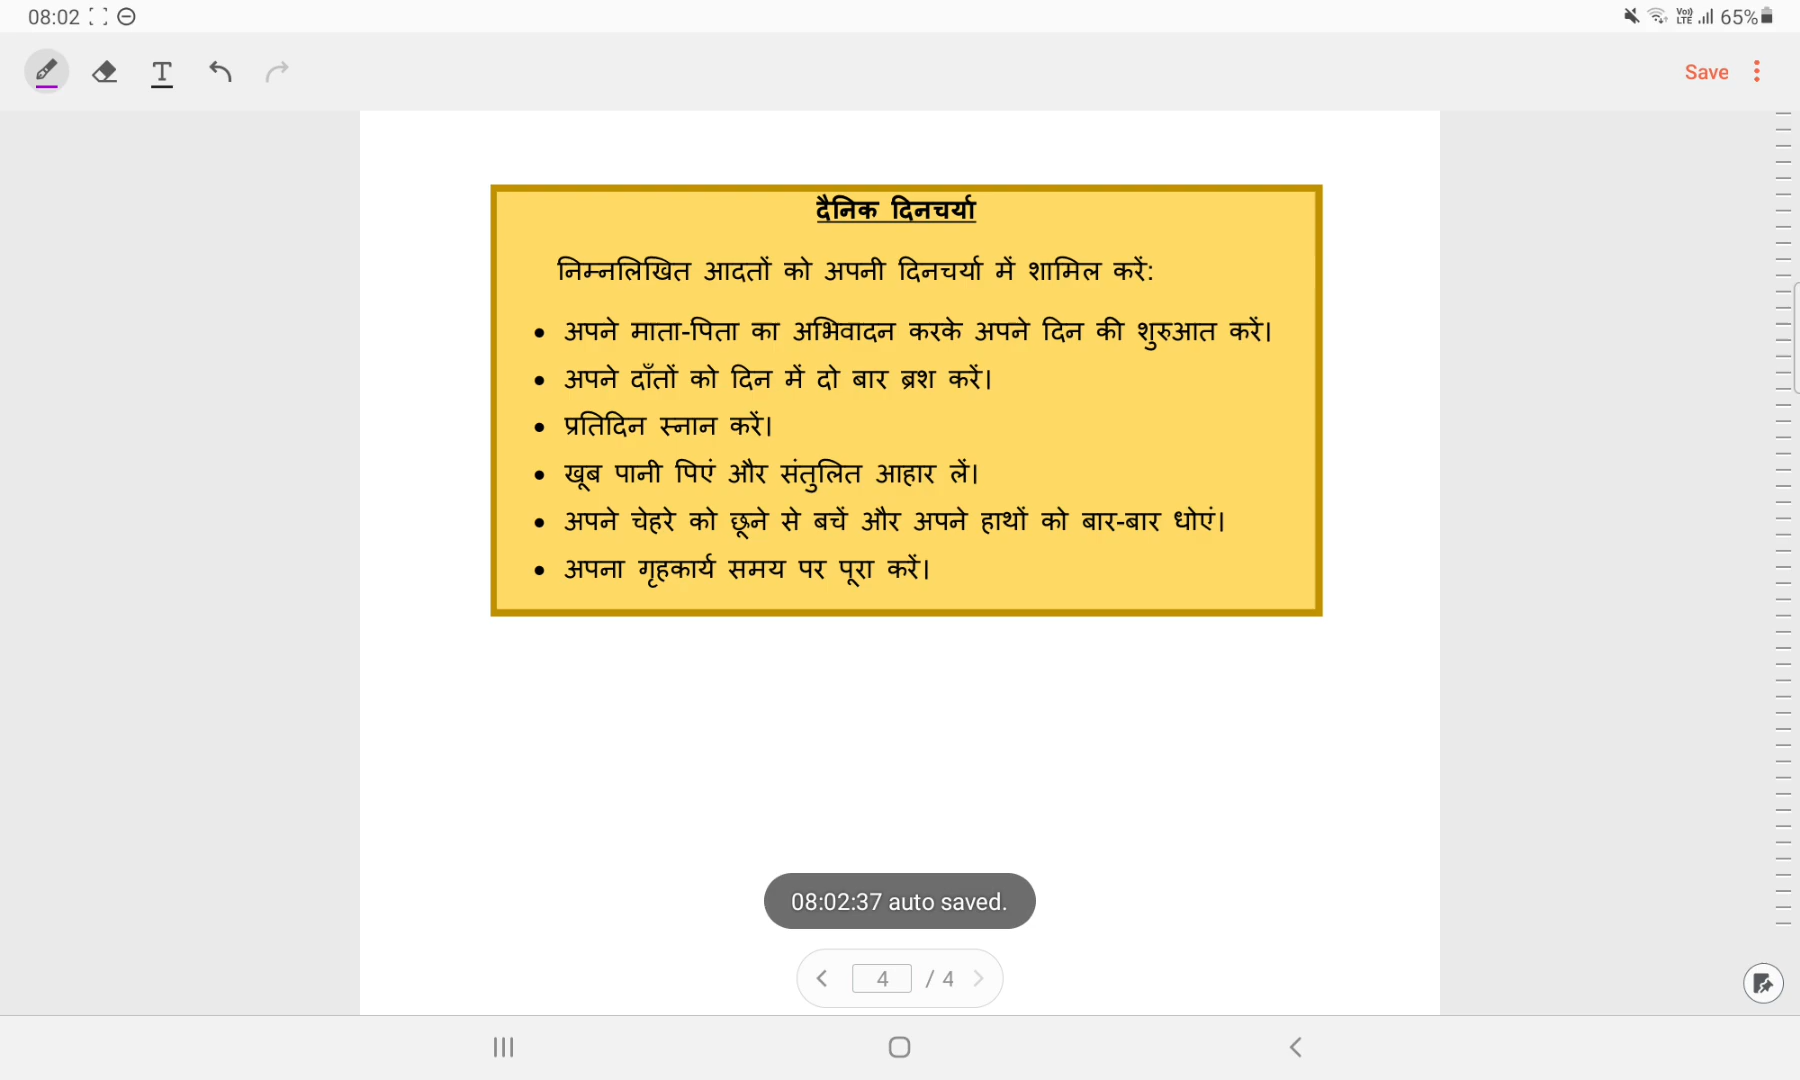 08:02
Vo)) LTE 65%
T
Save
दैनिक दिनचर्या
निम्नलिखित आदतों को अपनी दिनचर्या में शामिल करें:
• अपने माता-पिता का अभिवादन करके अपने दिन की शुरुआत करें।
• अपने दाँतों को दिन में दो बार ब्रश करें।
• प्रतिदिन स्नान करें।
• खूब पानी पिएं और संतुलित आहार लें।
• अपने चेहरे को छूने से बचें और अपने हाथों को बार-बार धोएं।
• अपना गृहकार्य समय पर पूरा करें।
08:02:37 auto saved.
4 / 4